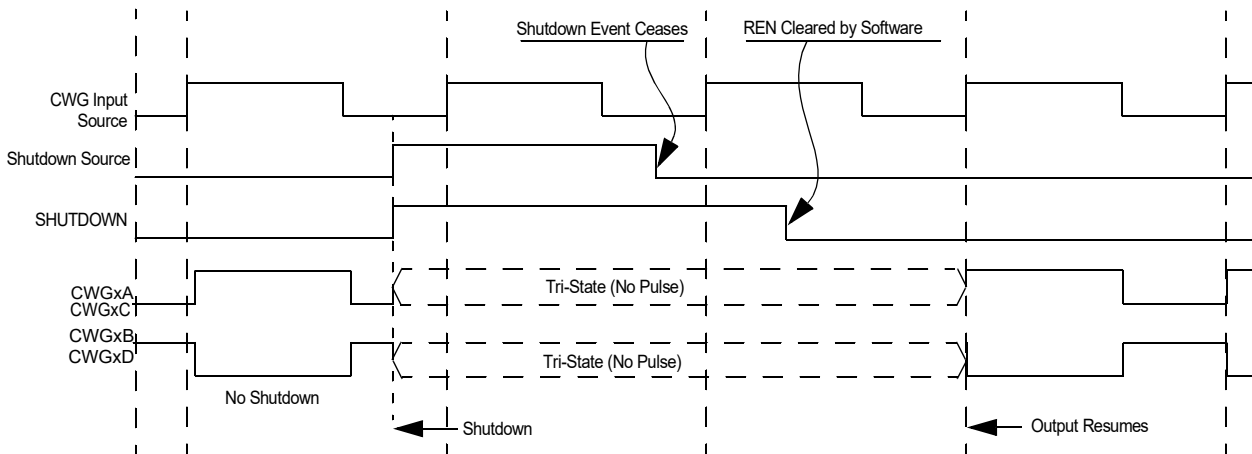 Shutdown Event Ceases
REN Cleared by Software
CWG Input
Source
Shutdown Source
SHUTDOWN
CWGxA
CWGxC
Tri-State (No Pulse)
CWGxB
CWGxD
Tri-State (No Pulse)
No Shutdown
Shutdown
Output Resumes